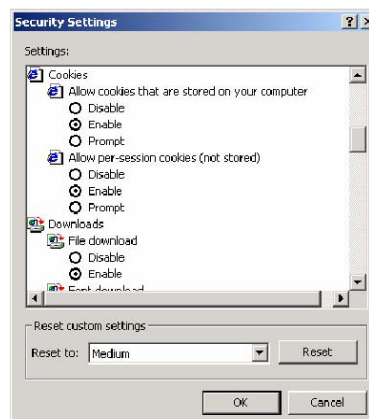 Security Settings
Settings:
Cookies
Allow cookies that are stored on your computer
Disable
Enable
Prompt
Allow per-session cookies (not stored)
Disable
Enable
Prompt
Downloads
File download
Disable
Enable
Font download
Reset custom settings
Reset to: Medium Reset
OK Cancel